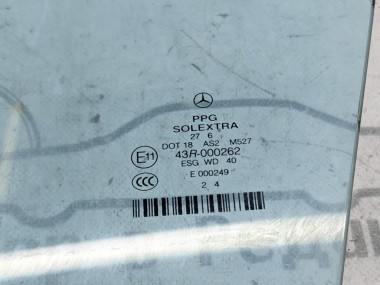 PPG
SOLEXTRA
27 6
DOT 18 AS2 M527
E11 43R-000262
ESG WD 40
CCC E 000249
2 4